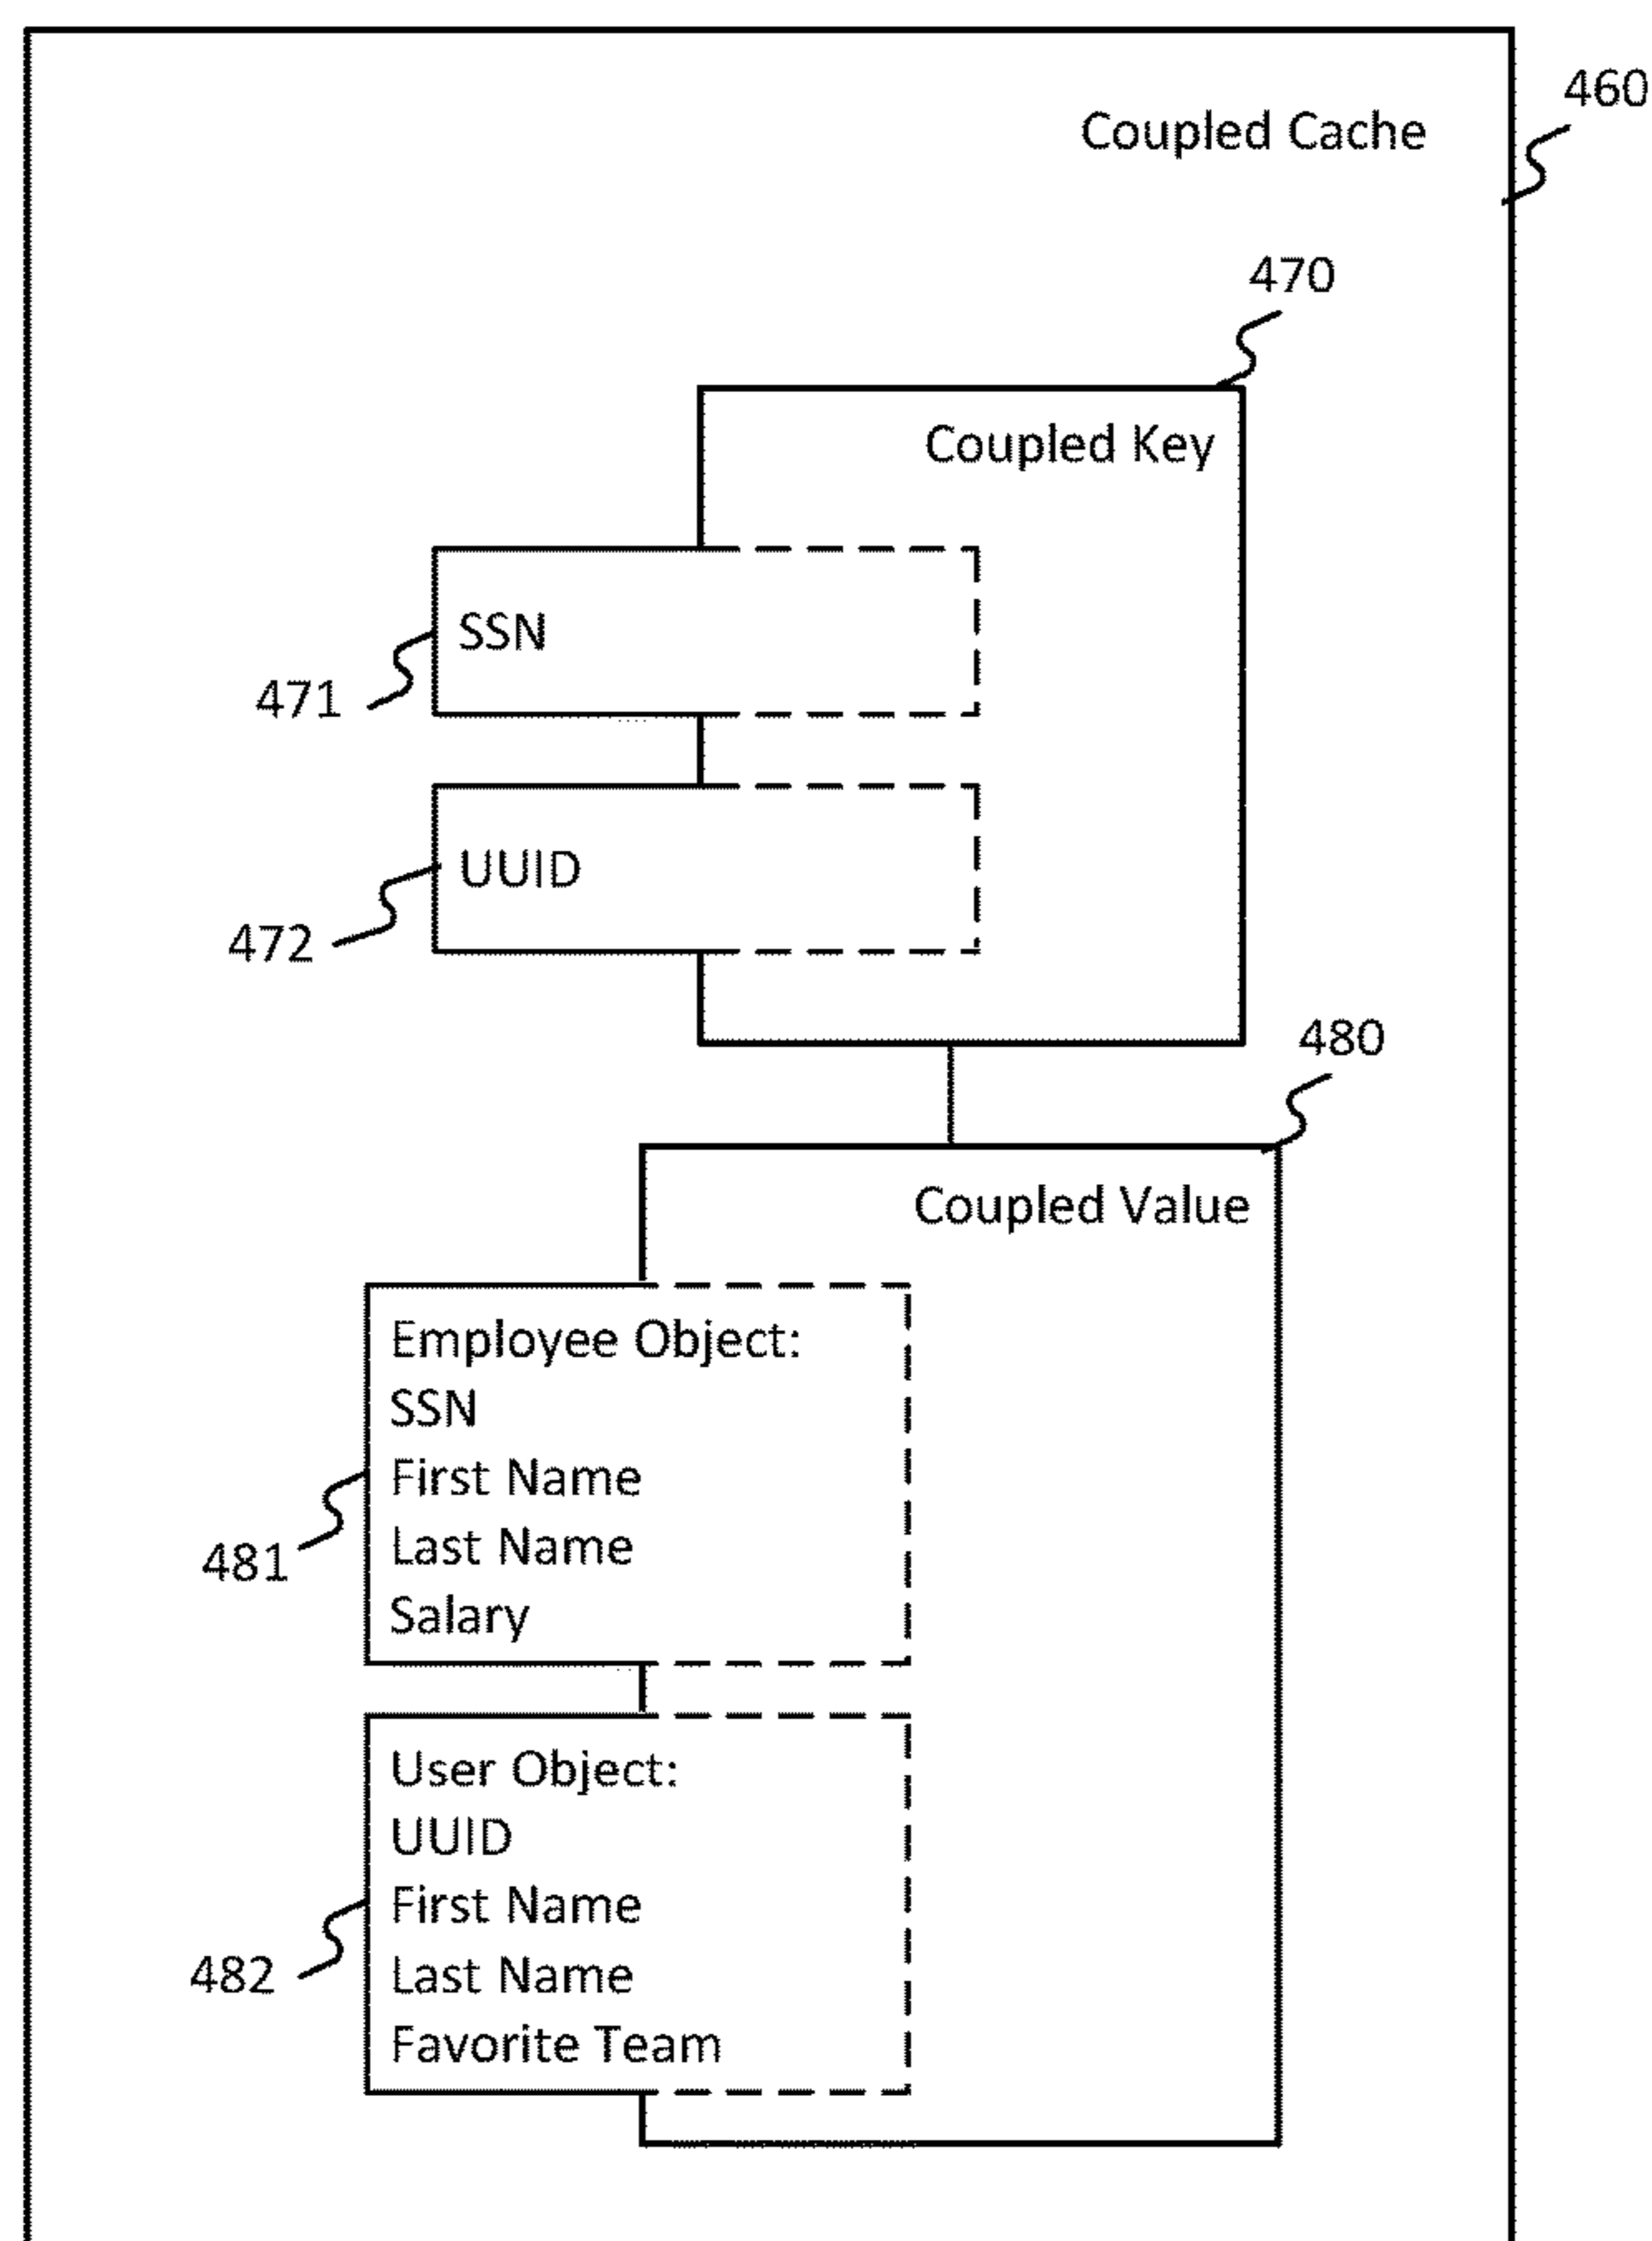 460
Coupled Cache
470
Coupled Key
SSN
471
UUID
472
480
Coupled Value
Employee Object:
SSN
First Name
Last Name
481
Salary
User Object:
UUID
First Name
Last Name
482
Favorite Team